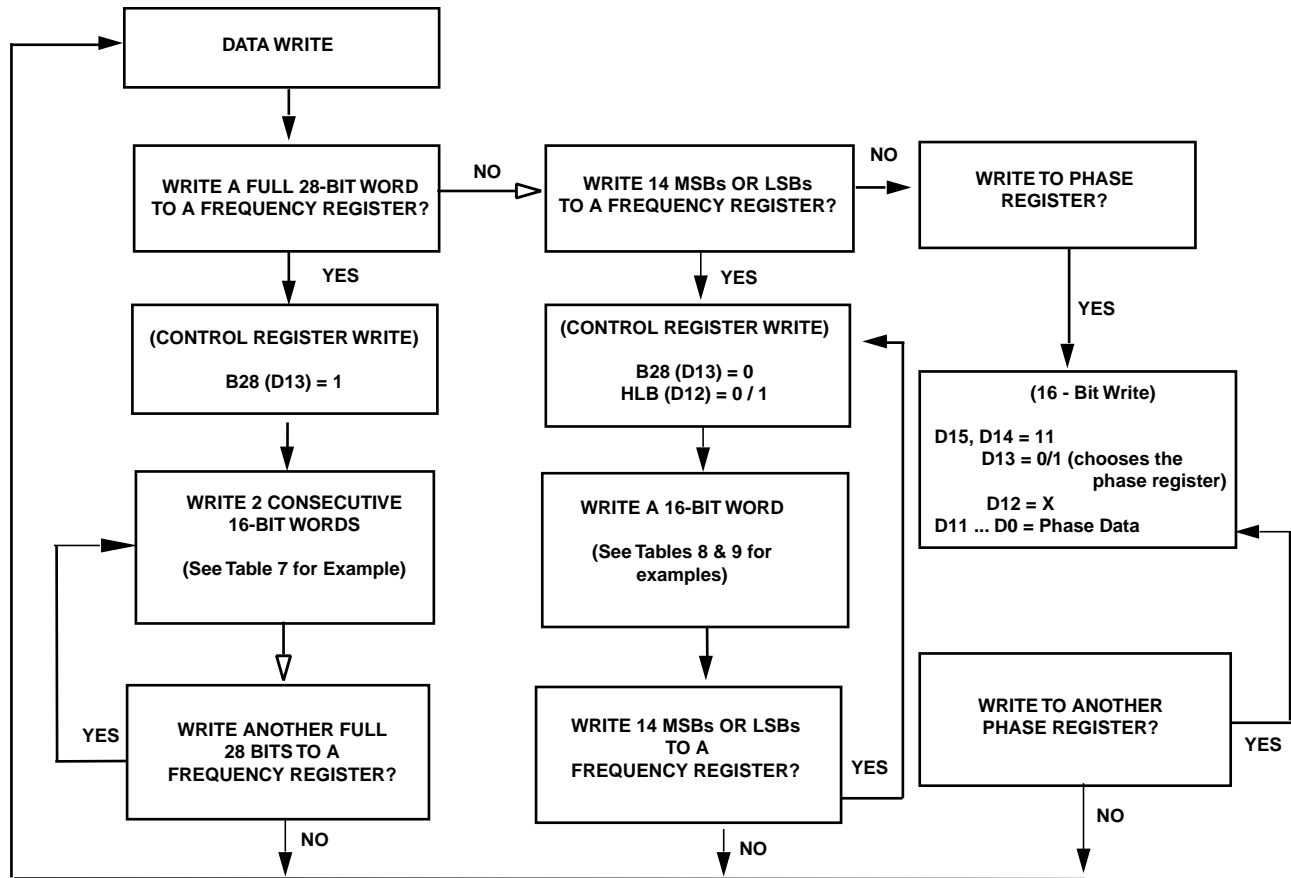 DATA WRITE
WRITE A FULL 28-BIT WORD
TO A FREQUENCY REGISTER?
NO
WRITE 14 MSBs OR LSBs
TO A FREQUENCY REGISTER?
NO
WRITE TO PHASE
REGISTER?
YES
YES
YES
(CONTROL REGISTER WRITE)
B28 (D13) = 1
(CONTROL REGISTER WRITE)
B28 (D13) = 0
HLB (D12) = 0 / 1
(16 - Bit Write)
D15, D14 = 11
D13 = 0/1 (chooses the
phase register)
D12 = X
D11 ... D0 = Phase Data
WRITE 2 CONSECUTIVE
16-BIT WORDS
(See Table 7 for Example)
WRITE A 16-BIT WORD
(See Tables 8 & 9 for
examples)
YES
WRITE ANOTHER FULL
28 BITS TO A
FREQUENCY REGISTER?
WRITE 14 MSBs OR LSBs
TO A
FREQUENCY REGISTER?
YES
WRITE TO ANOTHER
PHASE REGISTER?
YES
NO
NO
NO